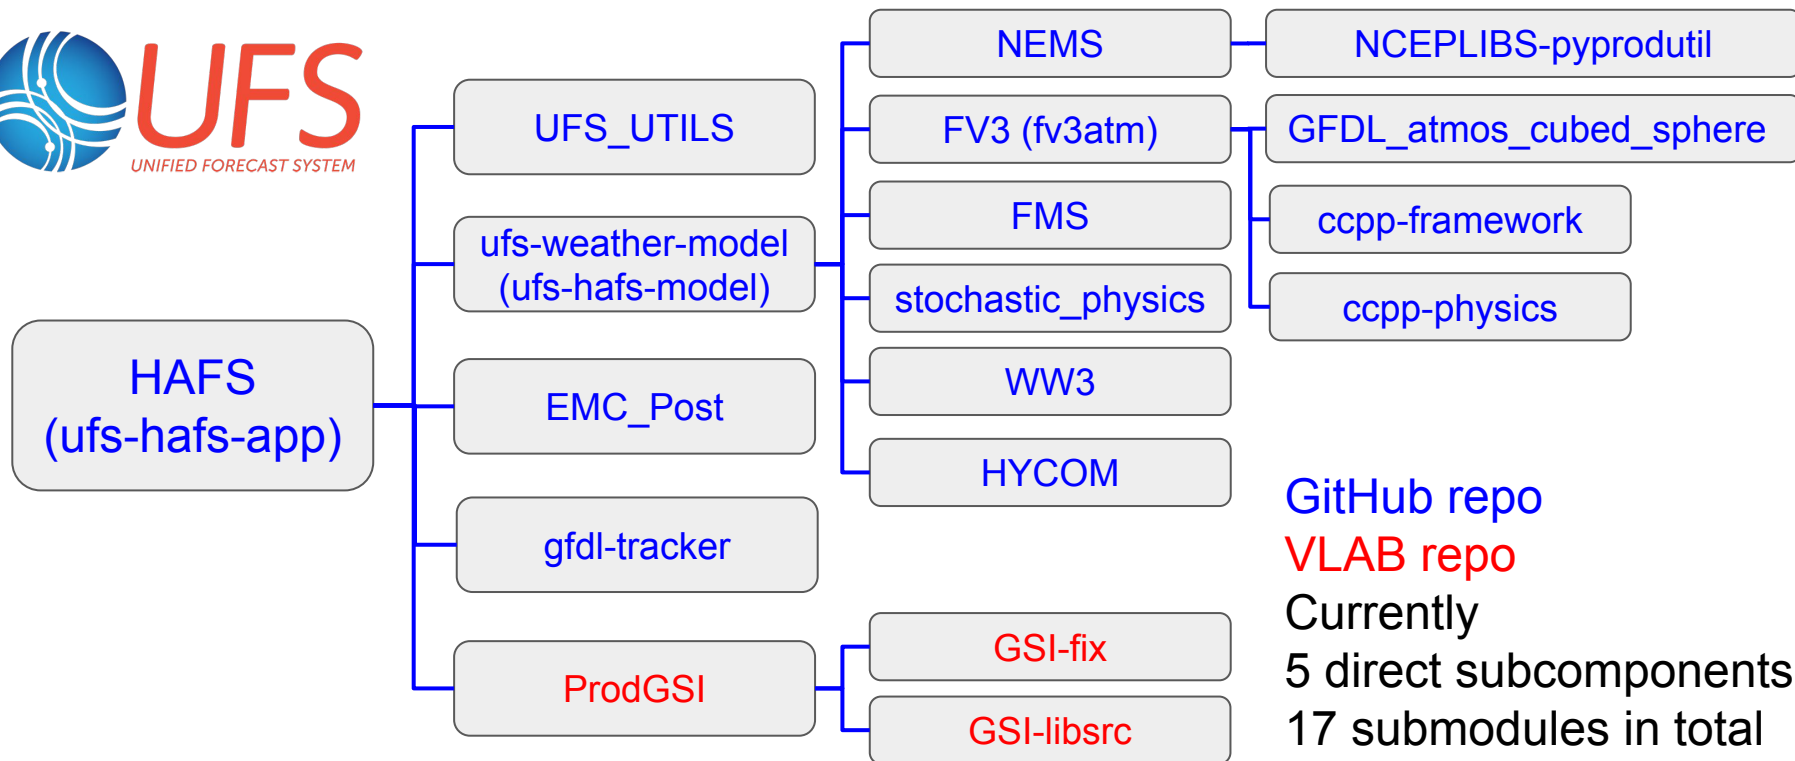 UFS
UNIFIED FORECAST SYSTEM
HAFS
(ufs-hafs-app)
UFS_UTILS
ufs-weather-model
(ufs-hafs-model)
EMC_Post
gfdl-tracker
ProdGSI
NEMS
FV3 (fv3atm)
FMS
stochastic_physics
WW3
HYCOM
GSI-fix
GSI-libsrc
NCEPLIBS-pyprodutil
GFDL_atmos_cubed_sphere
ccpp-framework
ccpp-physics
GitHub repo
VLAB repo
Currently
5 direct subcomponents
17 submodules in total